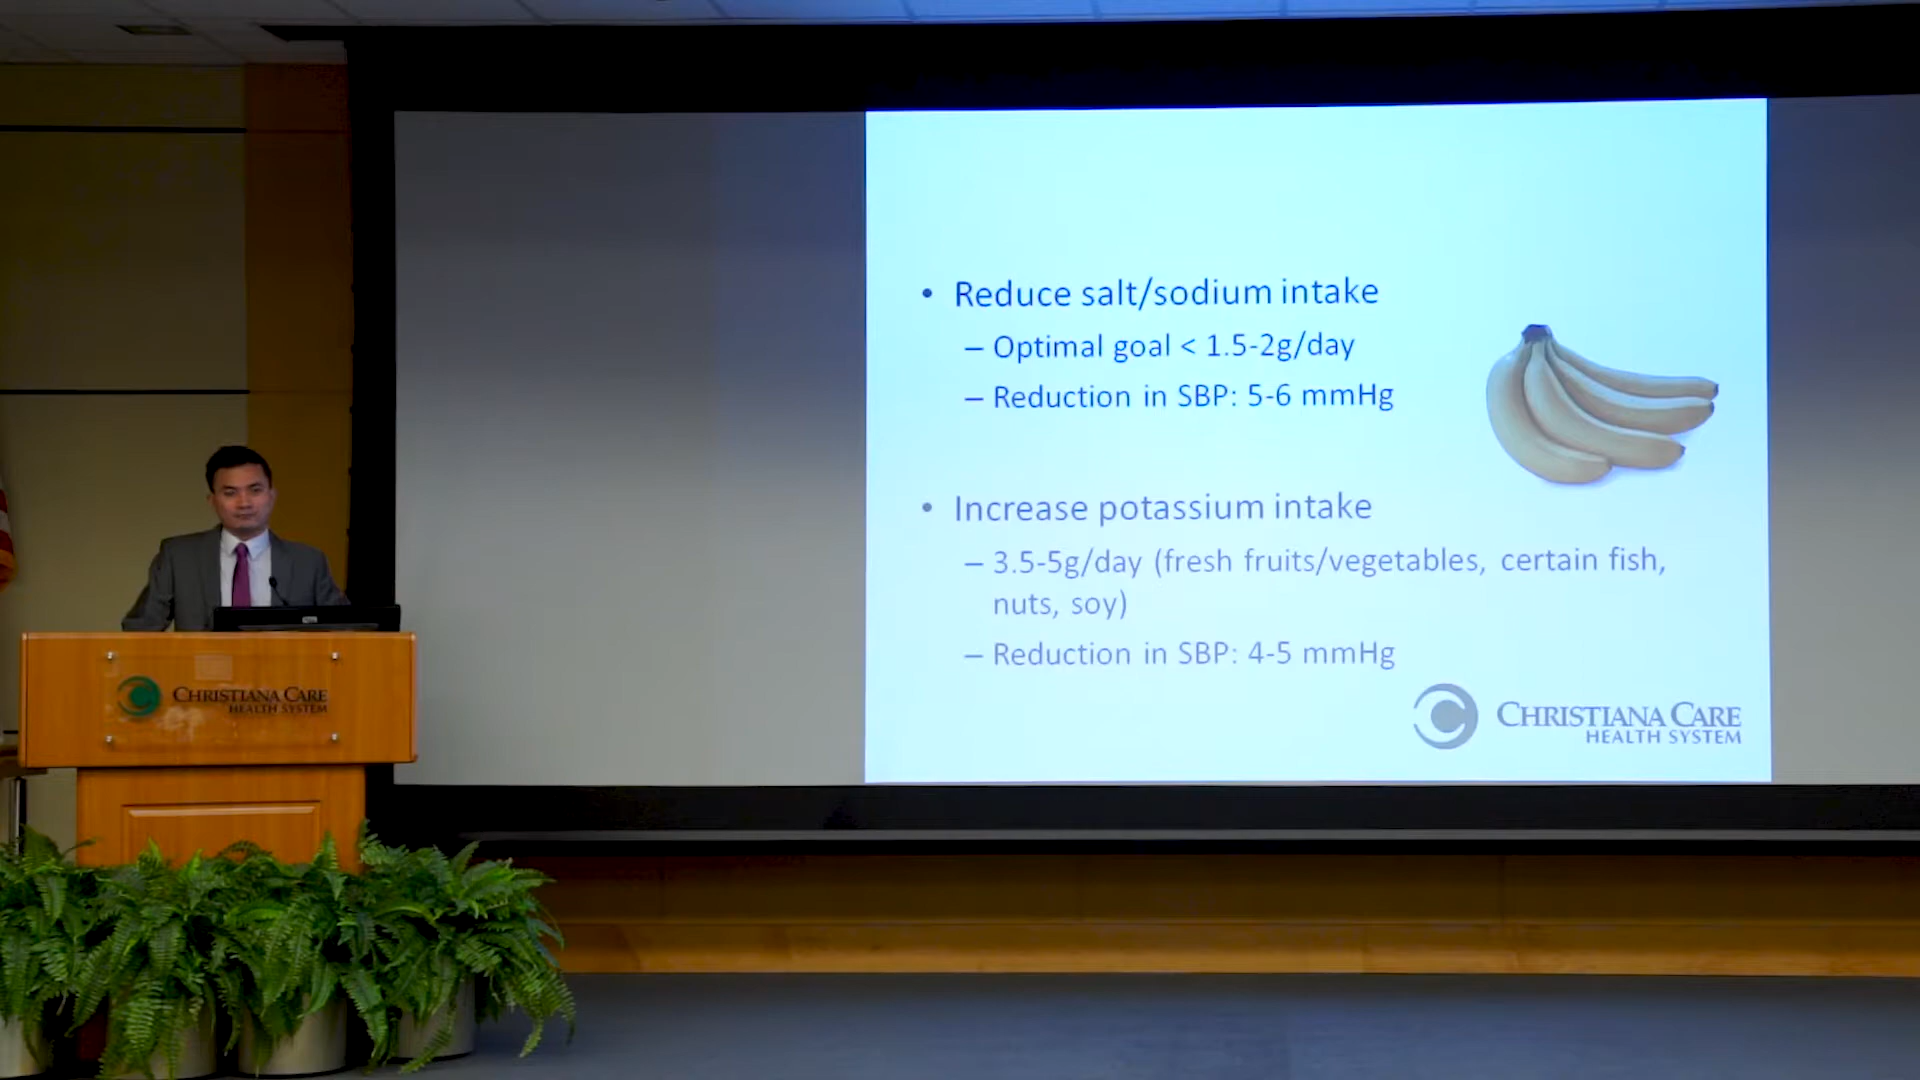 • Reduce salt/sodium intake
– Optimal goal < 1.5-2g/day
– Reduction in SBP: 5-6 mmHg
• Increase potassium intake
– 3.5-5g/day (fresh fruits/vegetables, certain fish,
nuts, soy)
– Reduction in SBP: 4-5 mmHg
CHRISTIANA CARE
HEALTH SYSTEM
CHRISTIANA CARE
HEALTH SYSTEM